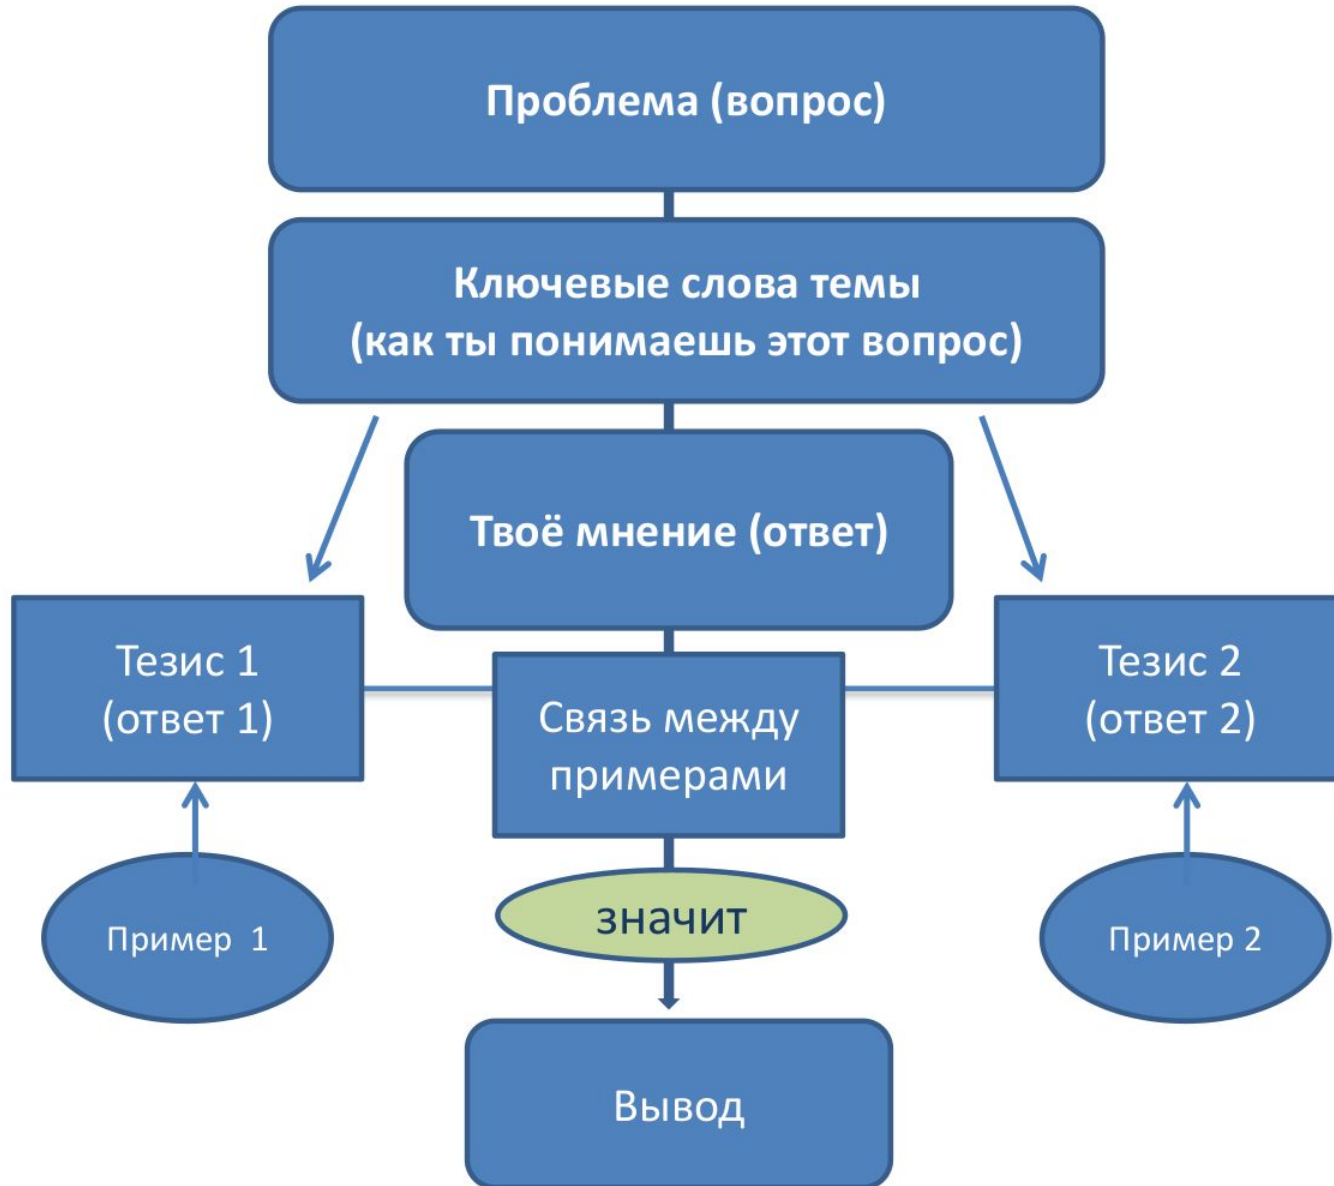 Проблема (вопрос)
Ключевые слова темы
(как ты понимаешь этот вопрос)
Твоё мнение (ответ)
Тезис 1
(ответ 1)
Связь между
примерами
Тезис 2
(ответ 2)
Пример 1
значит
Пример 2
Вывод